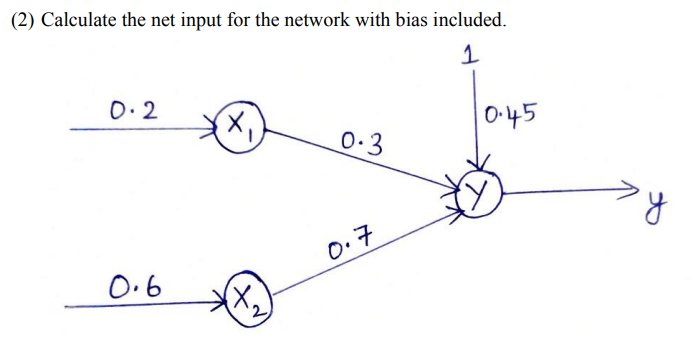 (2) Calculate the net input for the network with bias included.
1
0.2
X₁
0.3
0.45
Y
y
0.7
0.6
X₂